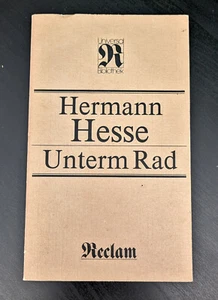 Universal
R
Bibliothek
Hermann
Hesse
Unterm Rad
Reclam